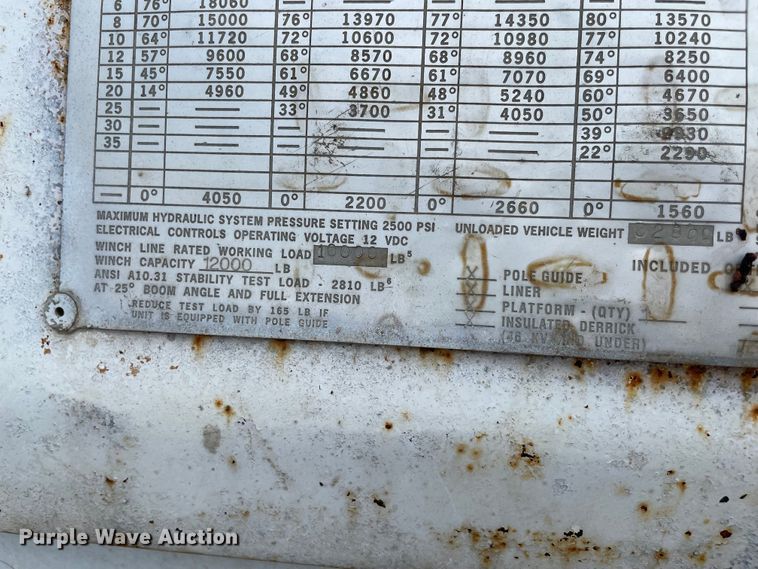 6 76° 18060
8 70° 15000 76° 13970 77° 14350 80° 13570
10 64° 11720 72° 10600 72° 10980 77° 10240
12 57° 9600 68° 8570 68° 8960 74° 8250
15 45° 7550 61° 6670 61° 7070 69° 6400
20 14° 4960 49° 4860 48° 5240 60° 4670
25 — — 33° 3700 31° 4050 50° 3650
30 — — — — — — 39°
35 — — — — — — 22° 2290
— 0° 4050 0° 2200 0° 2660 0° 1560
MAXIMUM HYDRAULIC SYSTEM PRESSURE SETTING 2500 PSI
ELECTRICAL CONTROLS OPERATING VOLTAGE 12 VDC
WINCH LINE RATED WORKING LOAD LB⁵
WINCH CAPACITY 12000 LB
ANSI A10.31 STABILITY TEST LOAD - 2810 LB⁶
AT 25° BOOM ANGLE AND FULL EXTENSION
REDUCE TEST LOAD BY 165 LB IF
UNIT IS EQUIPPED WITH POLE GUIDE
UNLOADED VEHICLE WEIGHT LB
INCLUDED
X POLE GUIDE
X LINER
PLATFORM - (QTY)
INSULATED DERRICK
(46 KV AND UNDER)
Purple Wave Auction